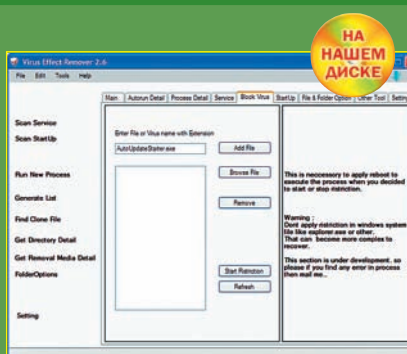 НА
НАШЕМ
ДИСКЕ
Virus Effect Remover 2.6
File Edit Tools Help
Main Autorun Detail Process Detail Service Block Virus StartUp File & Folder Option Other Tool Setting
Scan Service
Scan StartUp
Run New Process
Generate List
Find Clone File
Get Directory Detail
Get Removal Media Detail
FolderOptions
Setting
Enter File or Virus name with Extension
AutoUpdateStarter.exe
Add File
Browse File
Remove
Start Ristriction
Refresh
This is neccessory to apply reboot to
execute the process when you decided
to start or stop ristriction.
Warning :
Dont apply ristriction in windows system
file like explorer.exe or other.
That can become more complex to
recover.
This section is under development. so
please if you find any error in process
then mail me..